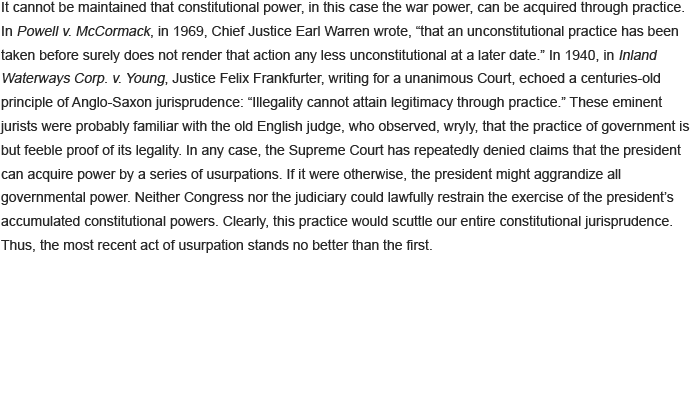 It cannot be maintained that constitutional power, in this case the war power, can be acquired through practice.
In Powell v. McCormack, in 1969, Chief Justice Earl Warren wrote, “that an unconstitutional practice has been
taken before surely does not render that action any less unconstitutional at a later date.” In 1940, in Inland
Waterways Corp. v. Young, Justice Felix Frankfurter, writing for a unanimous Court, echoed a centuries-old
principle of Anglo-Saxon jurisprudence: “Illegality cannot attain legitimacy through practice.” These eminent
jurists were probably familiar with the old English judge, who observed, wryly, that the practice of government is
but feeble proof of its legality. In any case, the Supreme Court has repeatedly denied claims that the president
can acquire power by a series of usurpations. If it were otherwise, the president might aggrandize all
governmental power. Neither Congress nor the judiciary could lawfully restrain the exercise of the president’s
accumulated constitutional powers. Clearly, this practice would scuttle our entire constitutional jurisprudence.
Thus, the most recent act of usurpation stands no better than the first.